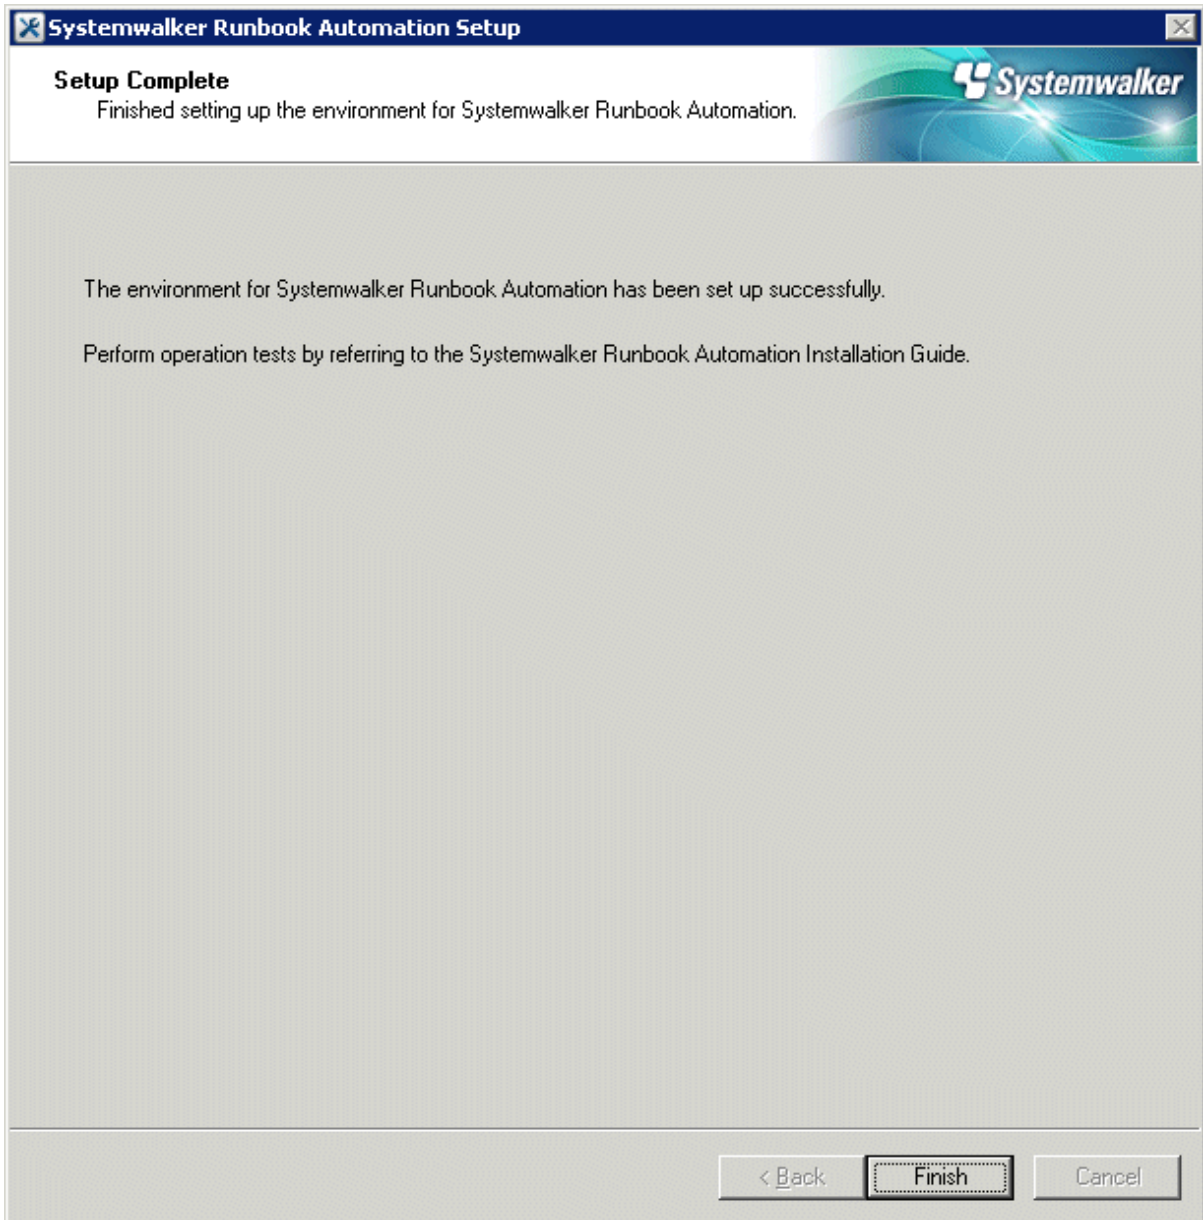 Systemwalker Runbook Automation Setup
Setup Complete
Finished setting up the environment for Systemwalker Runbook Automation.
Systemwalker
The environment for Systemwalker Runbook Automation has been set up successfully.
Perform operation tests by referring to the Systemwalker Runbook Automation Installation Guide.
< Back Finish Cancel